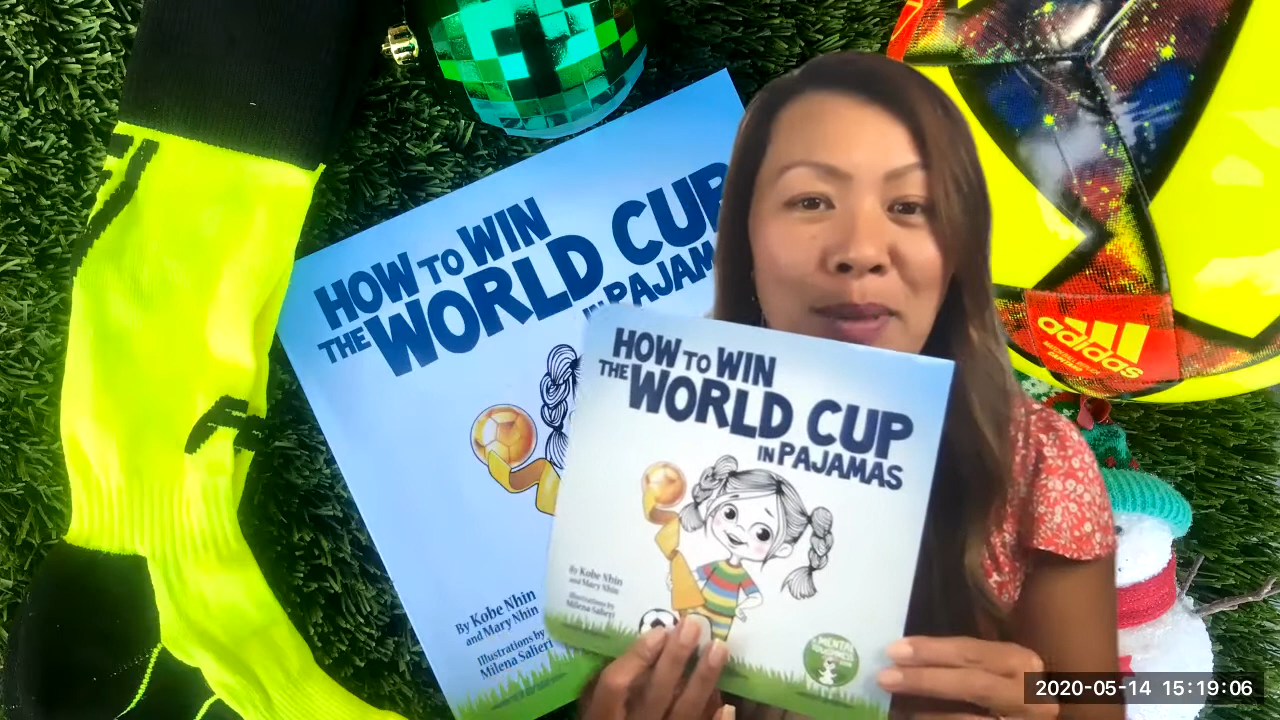 HOW TO WIN
THE WORLD CUP
IN PAJAM
By Kobe Nhin
and Mary Nhin
Illustrations by
Milena Salieri
HOW TO WIN
THE WORLD CUP
IN PAJAMAS
By Kobe Nhin
and Mary Nhin
Illustrations by
Milena Salieri
MENTAL
adidas
2020-05-14 15:19:06